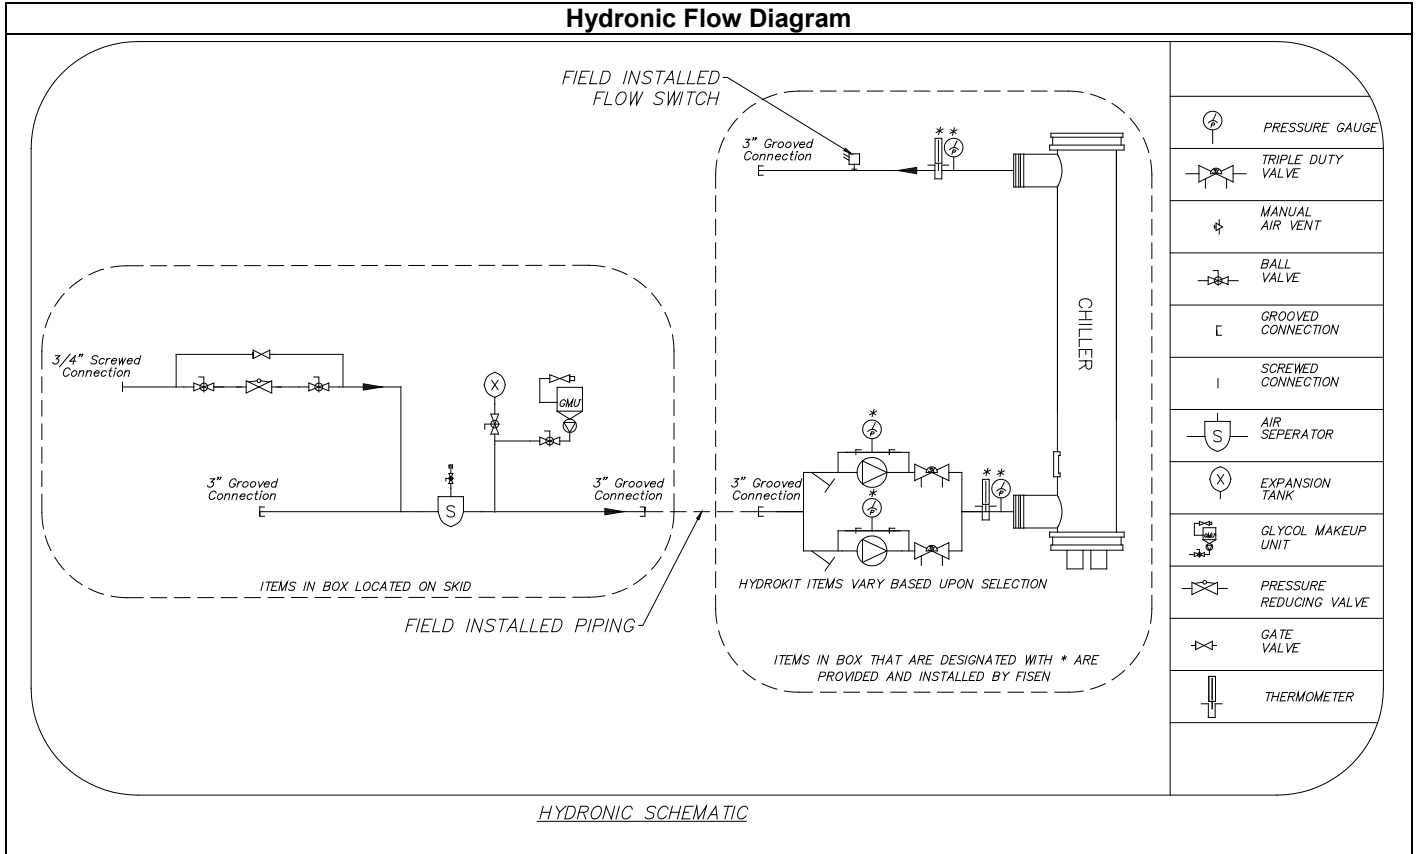 Hydronic Flow Diagram
FIELD INSTALLED
FLOW SWITCH
3" Grooved
Connection
* *
CHILLER
3/4" Screwed
Connection
X
GMU
3" Grooved
Connection
S
3" Grooved
Connection
3" Grooved
Connection
*
P
*
P
* *
P
P
ITEMS IN BOX LOCATED ON SKID
HYDROKIT ITEMS VARY BASED UPON SELECTION
FIELD INSTALLED PIPING
ITEMS IN BOX THAT ARE DESIGNATED WITH * ARE
PROVIDED AND INSTALLED BY FISEN
HYDRONIC SCHEMATIC
P
PRESSURE GAUGE
TRIPLE DUTY
VALVE
MANUAL
AIR VENT
BALL
VALVE
GROOVED
CONNECTION
SCREWED
CONNECTION
S
AIR
SEPERATOR
X
EXPANSION
TANK
GMU
GLYCOL MAKEUP
UNIT
PRESSURE
REDUCING VALVE
GATE
VALVE
THERMOMETER